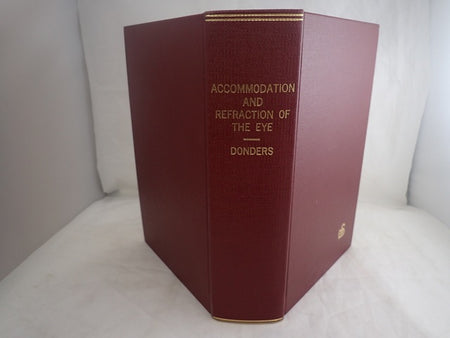 ACCOMMODATION
AND
REFRACTION OF
THE EYE
DONDERS